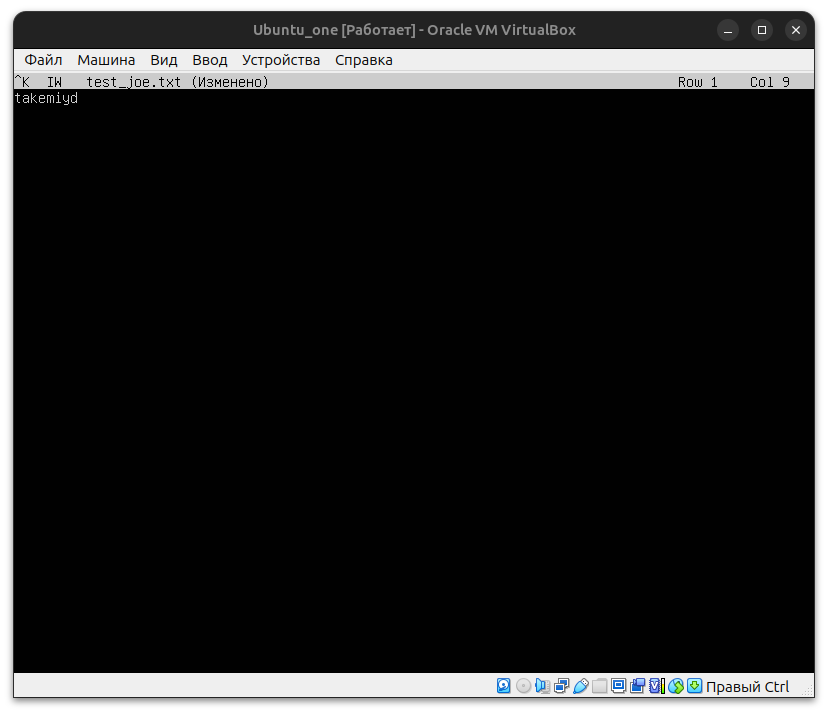 Ubuntu_one [Работает] - Oracle VM VirtualBox
Файл Машина Вид Ввод Устройства Справка
^K IW test_joe.txt (Изменено) Row 1 Col 9
takemiyd
Правый Ctrl